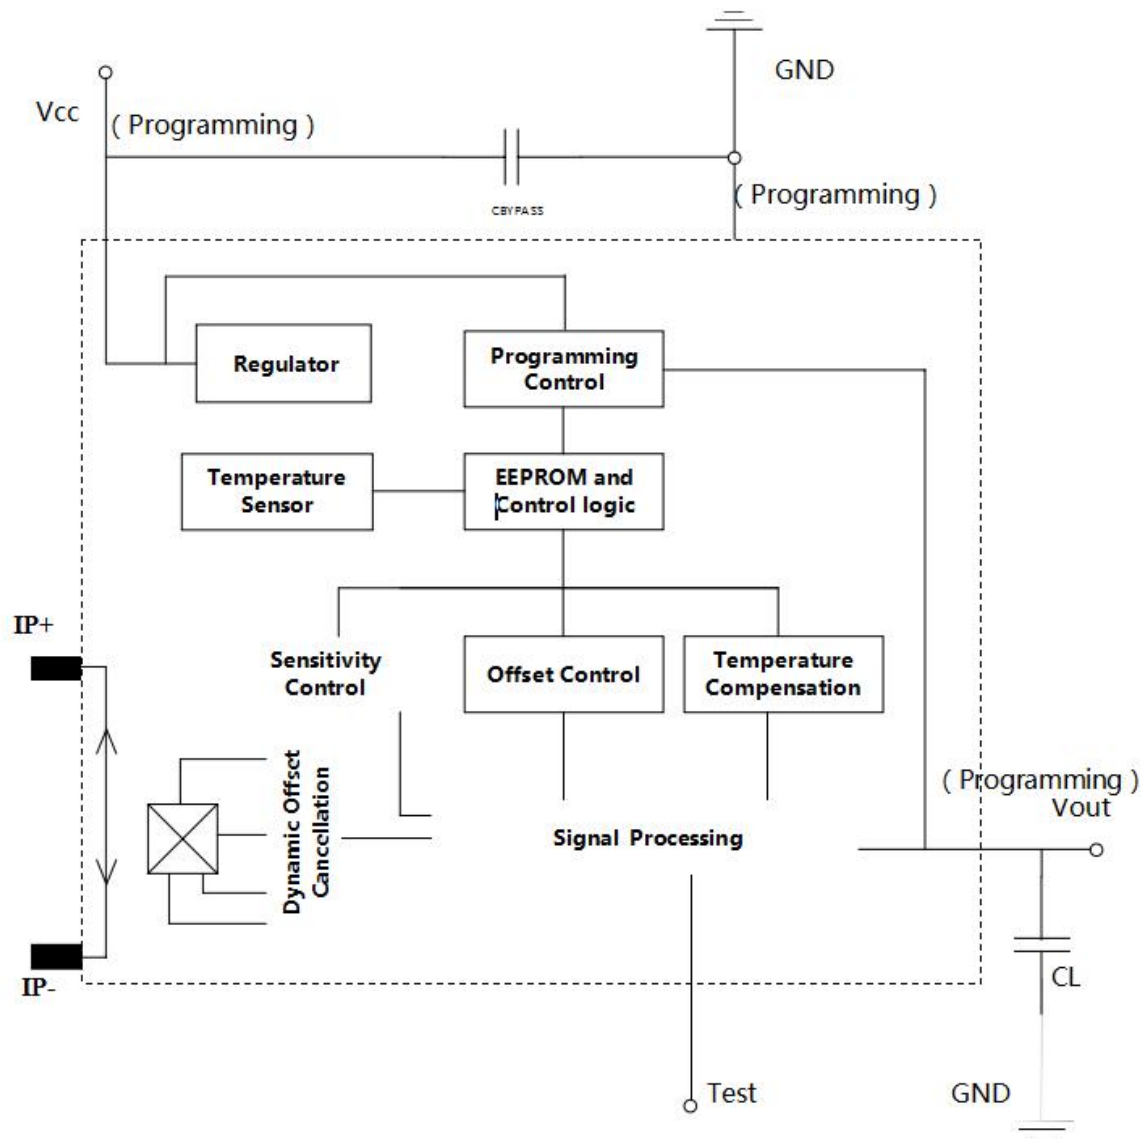 GND
Vcc
( Programming )
( Programming )
CBYPASS
Regulator
Programming
Control
Temperature
Sensor
EEPROM and
Control logic
IP+
Sensitivity
Control
Offset Control
Temperature
Compensation
Dynamic Offset
Cancellation
Signal Processing
( Programming )
Vout
IP-
CL
Test
GND